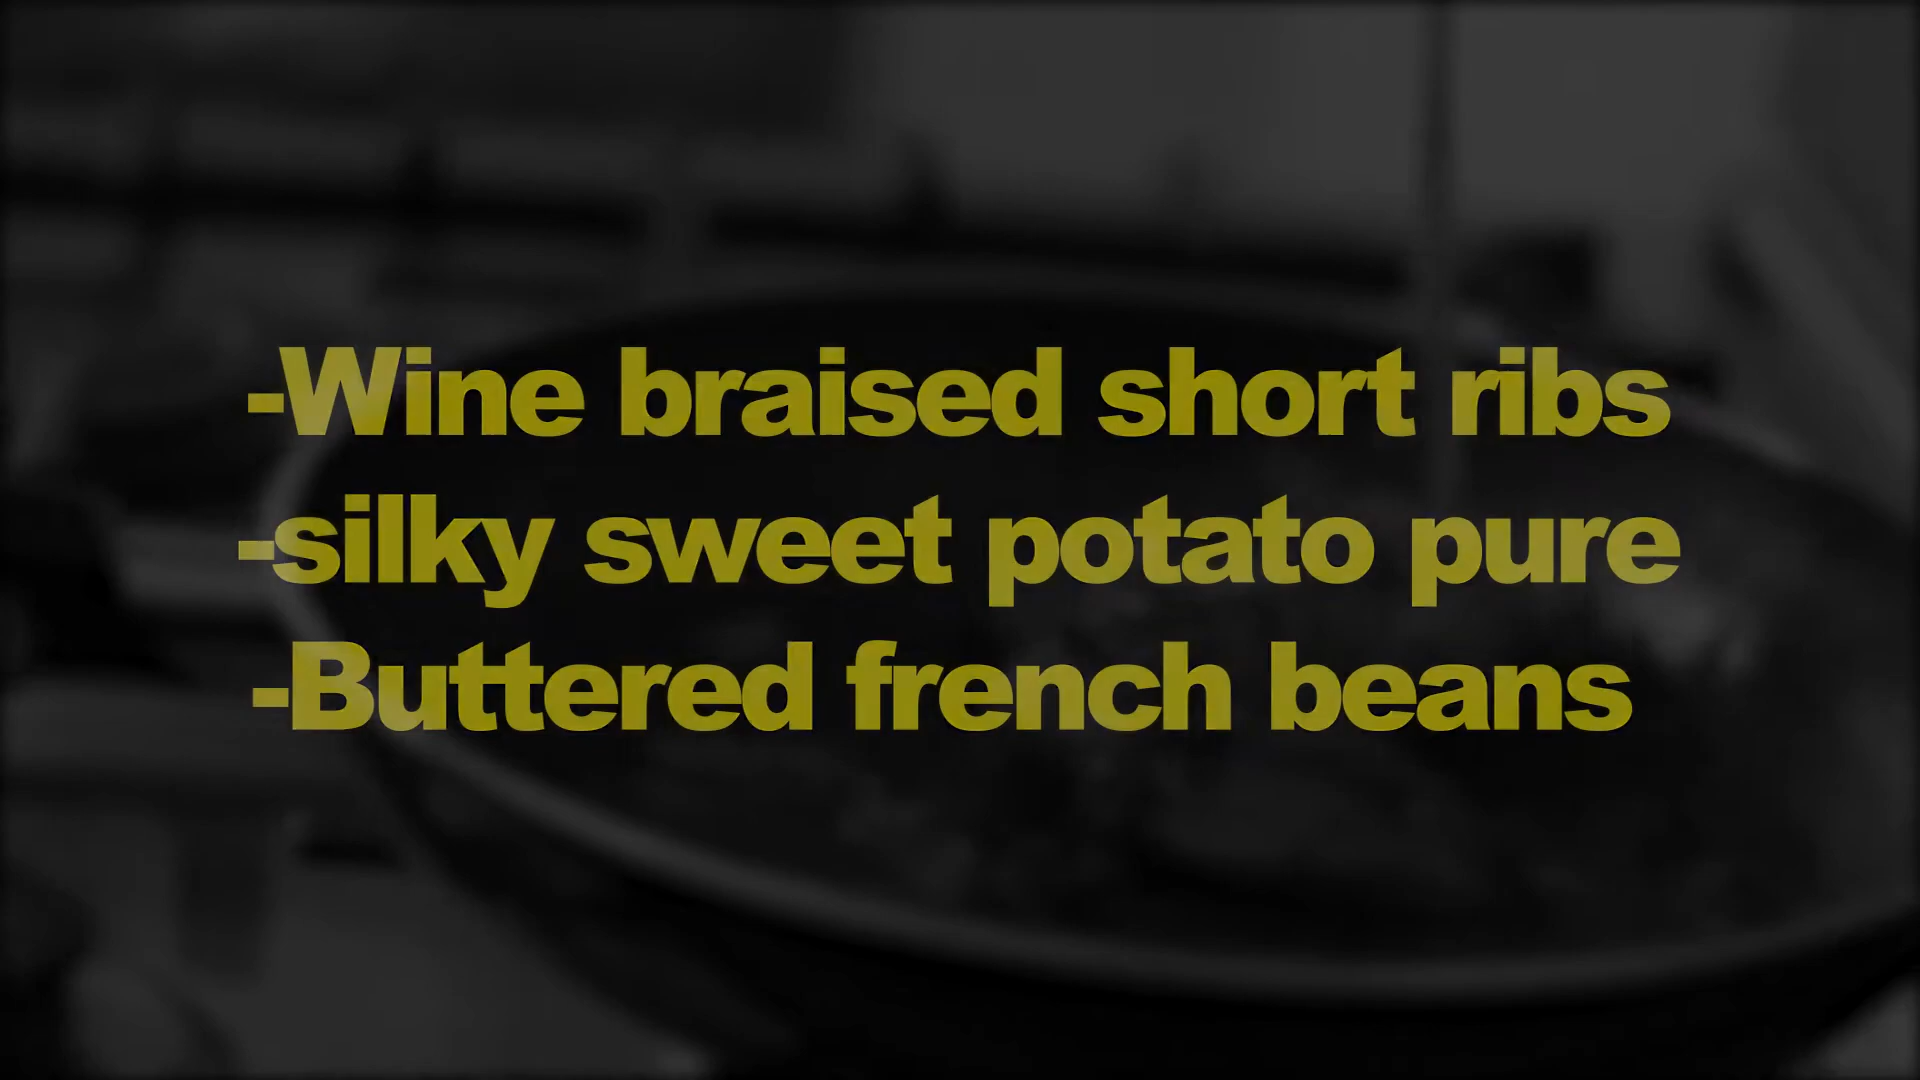 -Wine braised short ribs
-silky sweet potato pure
-Buttered french beans